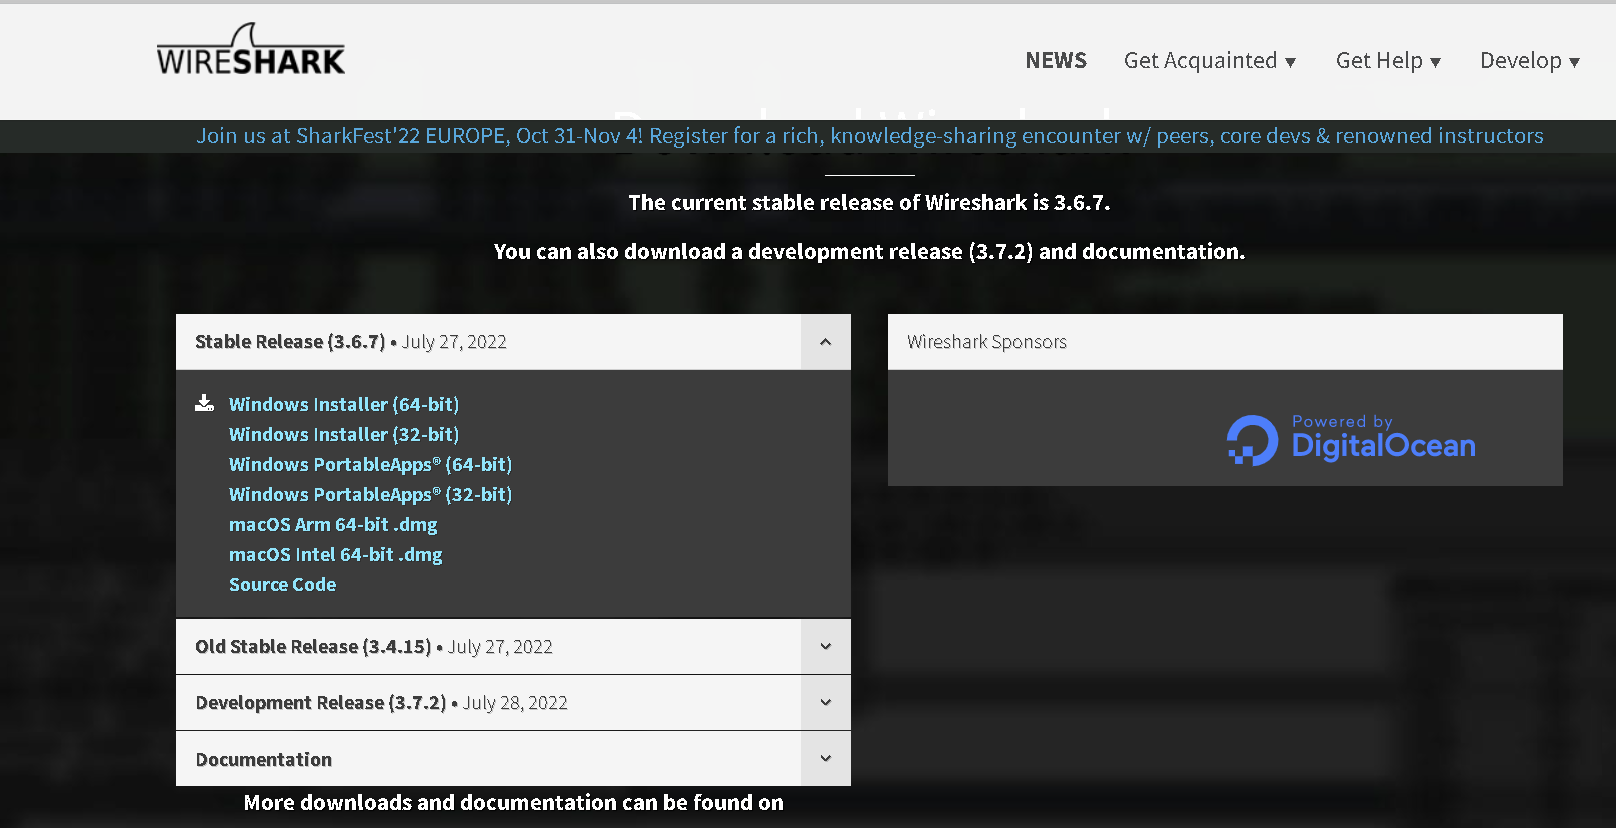 WIRESHARK
NEWS Get Acquainted ▼ Get Help ▼ Develop ▼
Join us at SharkFest'22 EUROPE, Oct 31-Nov 4! Register for a rich, knowledge-sharing encounter w/ peers, core devs & renowned instructors
The current stable release of Wireshark is 3.6.7.
You can also download a development release (3.7.2) and documentation.
Stable Release (3.6.7) • July 27, 2022
Windows Installer (64-bit)
Windows Installer (32-bit)
Windows PortableApps® (64-bit)
Windows PortableApps® (32-bit)
macOS Arm 64-bit .dmg
macOS Intel 64-bit .dmg
Source Code
Old Stable Release (3.4.15) • July 27, 2022
Development Release (3.7.2) • July 28, 2022
Documentation
More downloads and documentation can be found on
Wireshark Sponsors
Powered by
DigitalOcean